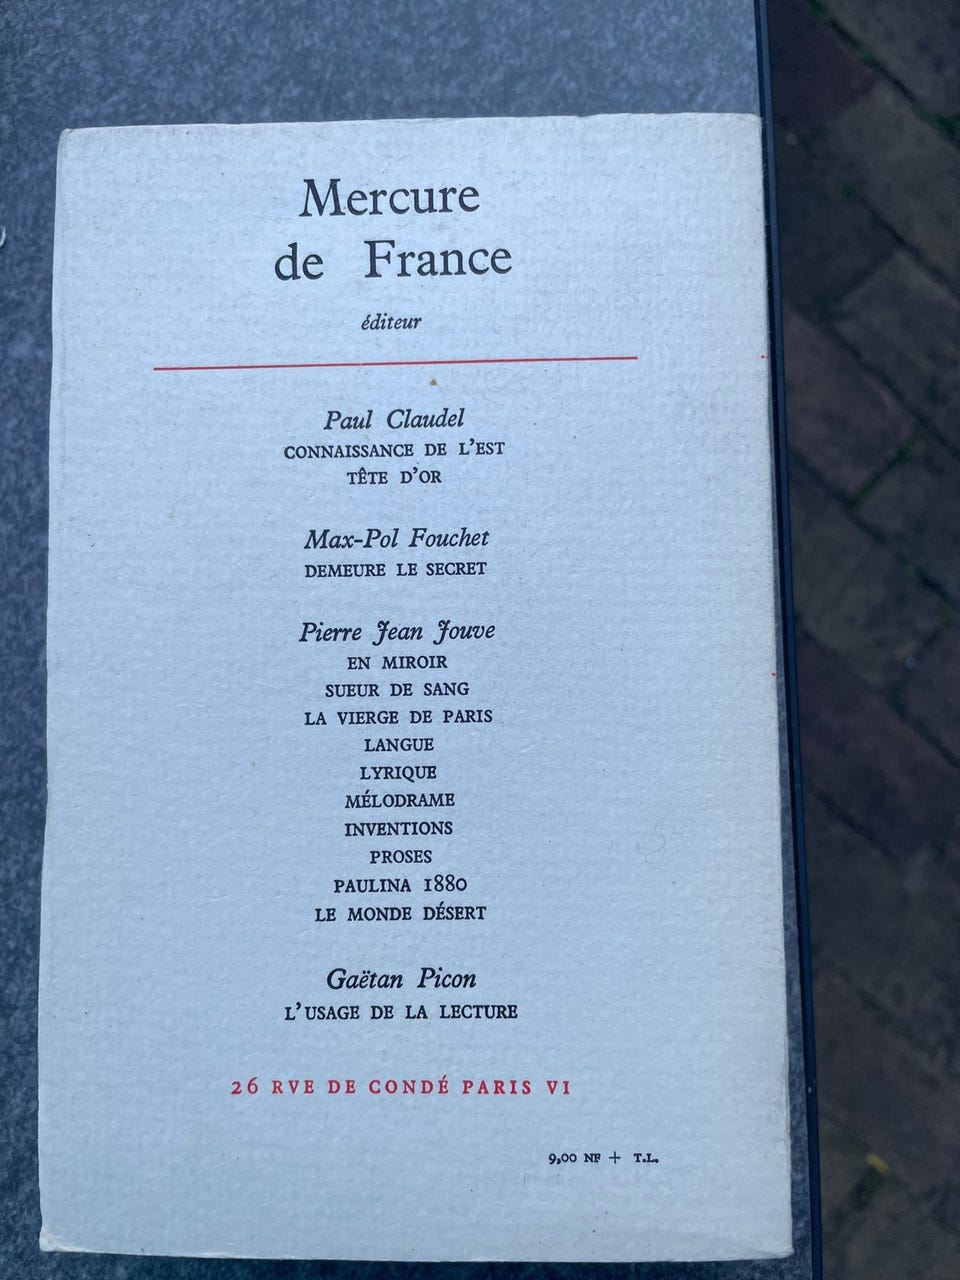 Mercure
de France
éditeur
Paul Claudel
CONNAISSANCE DE L'EST
TÊTE D'OR
Max-Pol Fouchet
DEMEURE LE SECRET
Pierre Jean Jouve
EN MIROIR
SUEUR DE SANG
LA VIERGE DE PARIS
LANGUE
LYRIQUE
MÉLODRAME
INVENTIONS
PROSES
PAULINA 1880
LE MONDE DÉSERT
Gaëtan Picon
L'USAGE DE LA LECTURE
26 RVE DE CONDÉ PARIS VI
9,00 NF + T.L.